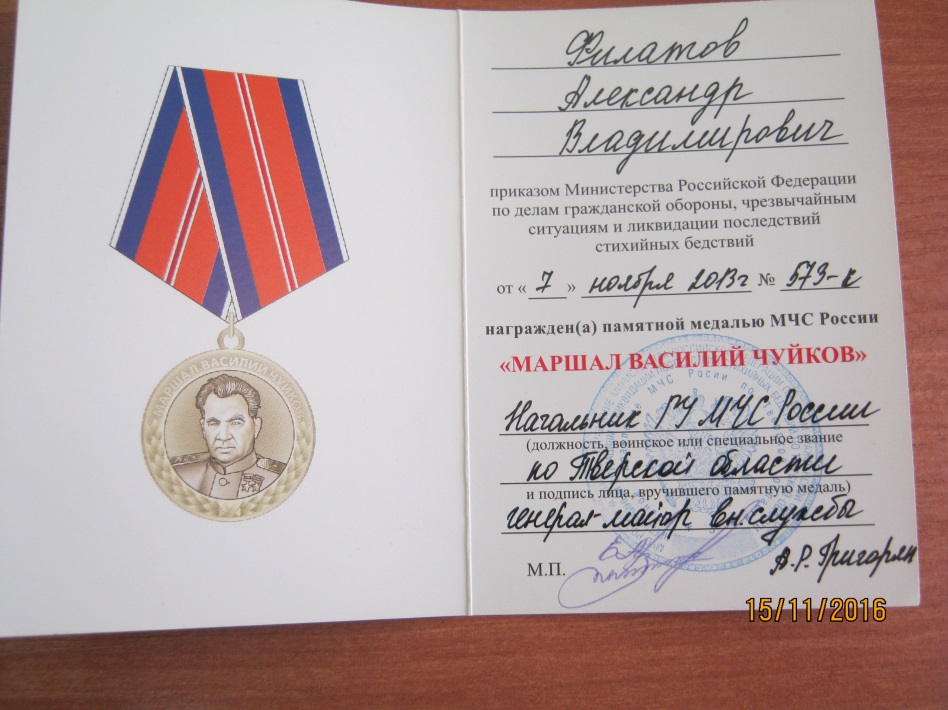 МАРШАЛ ВАСИЛИЙ ЧУЙКОВ
Филатов
Александр
Владимирович
приказом Министерства Российской Федерации
по делам гражданской обороны, чрезвычайным
ситуациям и ликвидации последствий
стихийных бедствий
от « 7 » ноября 2013г № 573-к
награжден(а) памятной медалью МЧС России
«МАРШАЛ ВАСИЛИЙ ЧУЙКОВ»
Начальник ГУ МЧС России
(должность, воинское или специальное звание
по Тверской области
и подпись лица, вручившего памятную медаль)
генерал-майор вн.службы
М.П.
А.Р. Григорян
15/11/2016